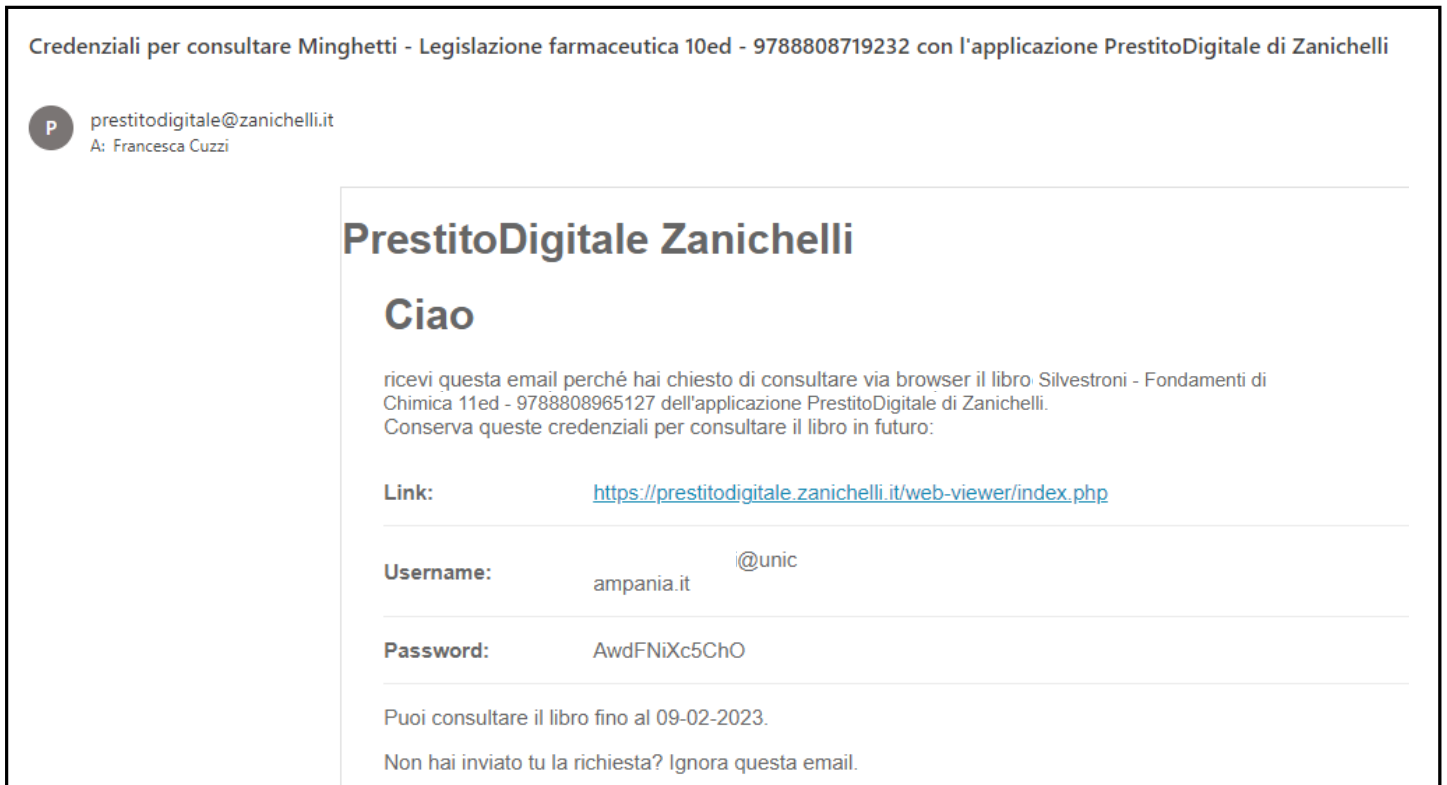 Credenziali per consultare Minghetti - Legislazione farmaceutica 10ed - 9788808719232 con l'applicazione PrestitoDigitale di Zanichelli
P
prestitodigitale@zanichelli.it
A: Francesca Cuzzi
PrestitoDigitale Zanichelli
Ciao
ricevi questa email perché hai chiesto di consultare via browser il libro Silvestroni - Fondamenti di
Chimica 11ed - 9788808965127 dell'applicazione PrestitoDigitale di Zanichelli.
Conserva queste credenziali per consultare il libro in futuro:
Link: https://prestitodigitale.zanichelli.it/web-viewer/index.php
Username: i@unic
ampania.it
Password: AwdFNiXc5ChO
Puoi consultare il libro fino al 09-02-2023.
Non hai inviato tu la richiesta? Ignora questa email.